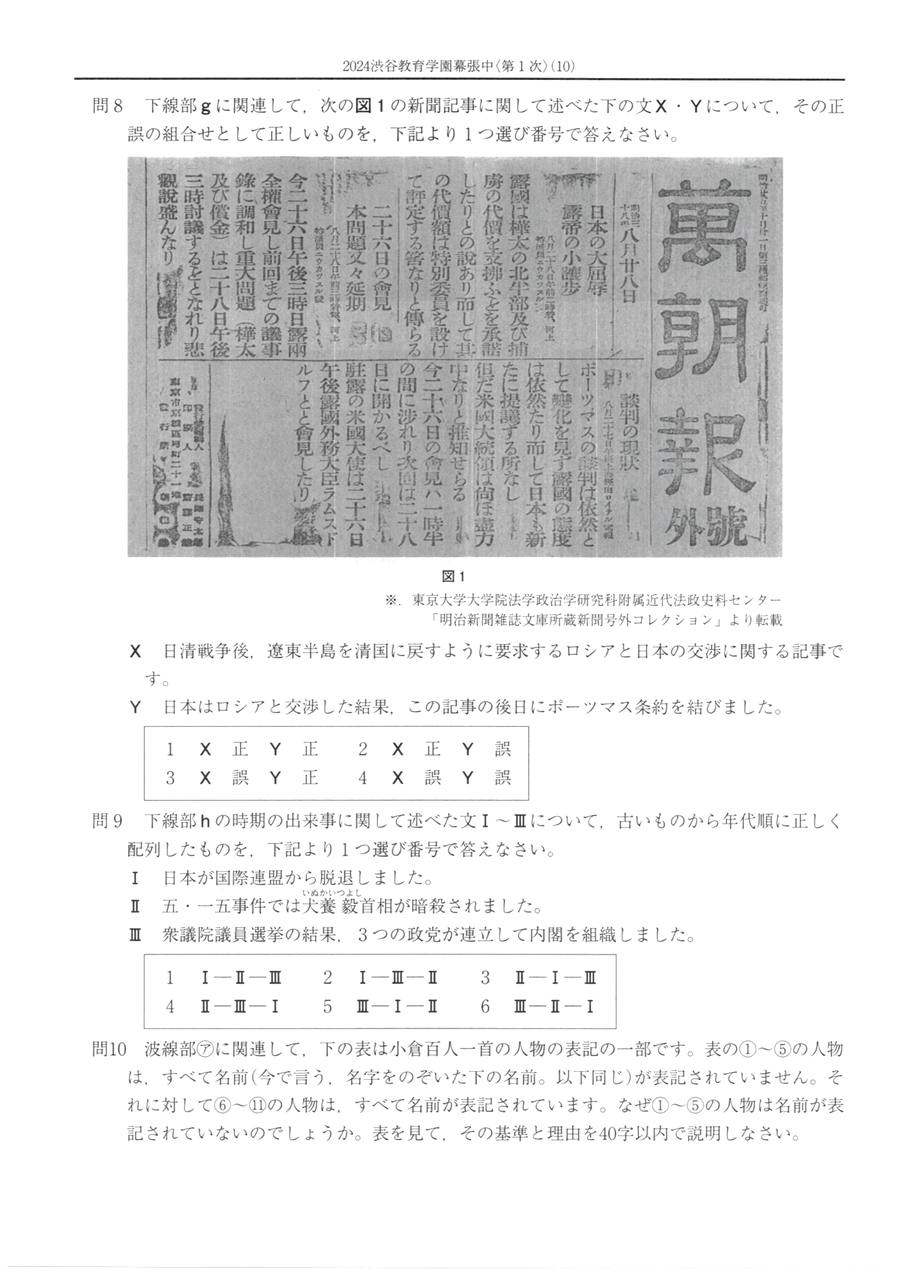 2024渋谷教育学園幕張中〈第1次〉(10)
問8 下線部gに関連して，次の図1の新聞記事に関して述べた下の文X・Yについて，その正
誤の組合せとして正しいものを，下記より1つ選び番号で答えなさい。
萬朝報
號外
八月廿八日
日本の大屈辱
露帝の小譲歩
露國は樺太の北半部及び捕
虜の代價を支拂ふことを承諾
したりとの説あり而して其
の代價額は特別委員を設け
て評定する筈なりと傳らる
二十六日の會見
本問題又々延期
今二十六日午後三時日露兩
全權會見し前回までの議事
錄に調和し重大問題（樺太
及び償金）は二十八日午後
三時討議するとなれり悲
觀說盛んなり
談判の現狀
ポーツマスの談判は依然と
して變化を見ず露國の態度
は依然たり而して日本も新
たに提議する所なし
但だ米國大統領は尙ほ盡力
中なりと推知せらる
今二十六日の會見ハ一時半
の間に涉れり次回は二十八
日に開かるべし
駐露の米國大使は二十六日
午後露國外務大臣ラムスド
ルフと會見したり
図1
※．東京大学大学院法学政治学研究科附属近代法政史料センター
「明治新聞雑誌文庫所蔵新聞号外コレクション」より転載
X 日清戦争後，遼東半島を清国に戻すように要求するロシアと日本の交渉に関する記事で
す。
Y 日本はロシアと交渉した結果，この記事の後日にポーツマス条約を結びました。
1 X 正 Y 正 2 X 正 Y 誤
3 X 誤 Y 正 4 X 誤 Y 誤
問9 下線部hの時期の出来事に関して述べた文Ⅰ～Ⅲについて，古いものから年代順に正しく
配列したものを，下記より1つ選び番号で答えなさい。
Ⅰ 日本が国際連盟から脱退しました。
いぬかいつよし
Ⅱ 五・一五事件では犬養 毅首相が暗殺されました。
Ⅲ 衆議院議員選挙の結果，3つの政党が連立して内閣を組織しました。
1 Ⅰ―Ⅱ―Ⅲ 2 Ⅰ―Ⅲ―Ⅱ 3 Ⅱ―Ⅰ―Ⅲ
4 Ⅱ―Ⅲ―Ⅰ 5 Ⅲ―Ⅰ―Ⅱ 6 Ⅲ―Ⅱ―Ⅰ
問10 波線部㋐に関連して，下の表は小倉百人一首の人物の表記の一部です。表の①～⑤の人物
は，すべて名前(今で言う，名字をのぞいた下の名前。以下同じ)が表記されていません。そ
れに対して⑥～⑪の人物は，すべて名前が表記されています。なぜ①～⑤の人物は名前が表
記されていないのでしょうか。表を見て，その基準と理由を40字以内で説明しなさい。